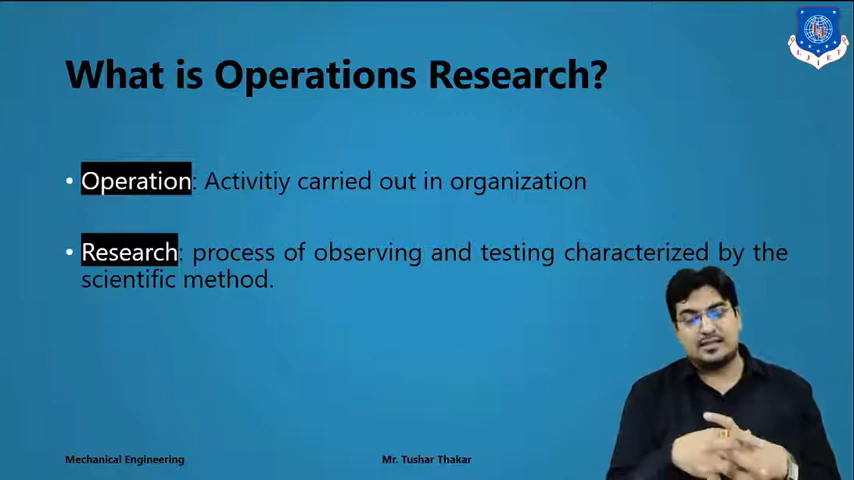 What is Operations Research?
• Operation: Activitiy carried out in organization
• Research: process of observing and testing characterized by the
scientific method.
Mechanical Engineering
Mr. Tushar Thakar